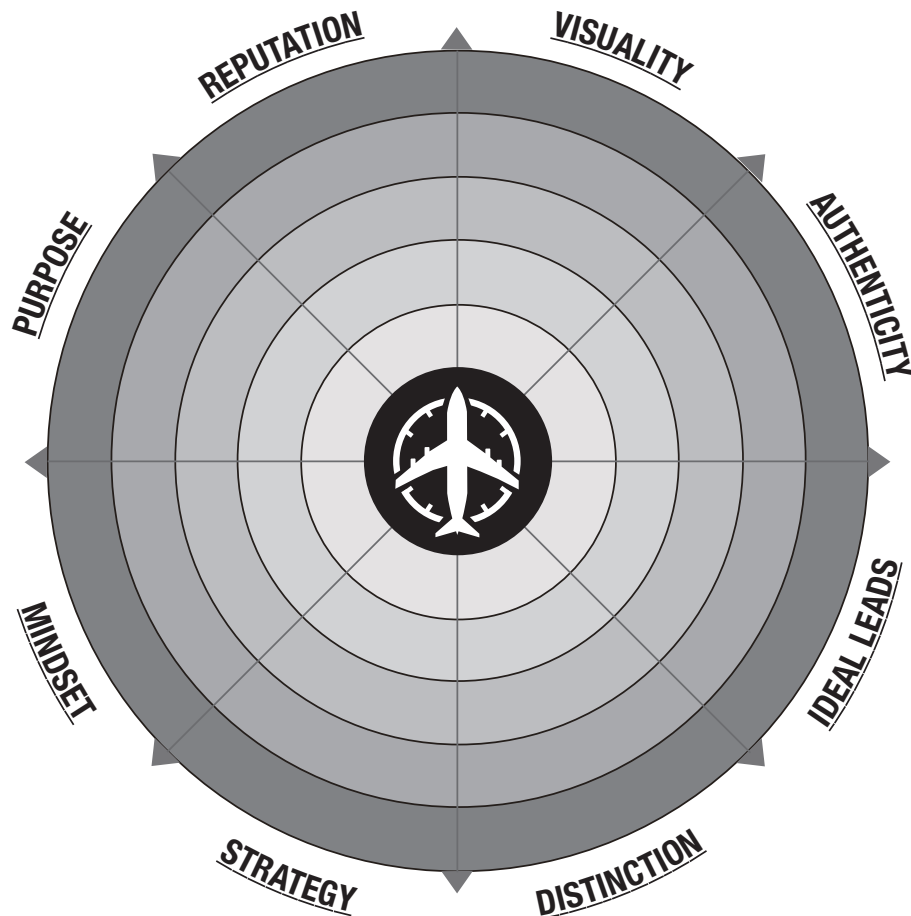 REPUTATION
VISUALITY
PURPOSE
AUTHENTICITY
MINDSET
IDEAL LEADS
STRATEGY
DISTINCTION